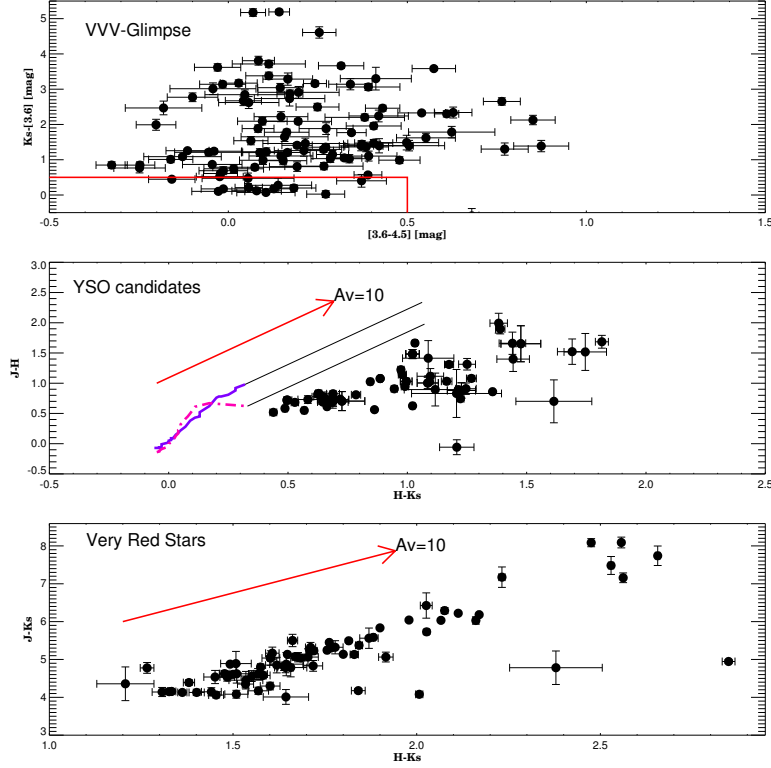 VVV-Glimpse
Ks-[3.6] [mag]
5
4
3
2
1
0
-0.5 0.0 0.5 1.0 1.5
[3.6-4.5] [mag]
YSO candidates
Av=10
J-H
3.0
2.5
2.0
1.5
1.0
0.5
0.0
-0.5
-0.5 0.0 0.5 1.0 1.5 2.0 2.5
H-Ks
Very Red Stars
Av=10
J-Ks
8
7
6
5
4
3
1.0 1.5 2.0 2.5
H-Ks